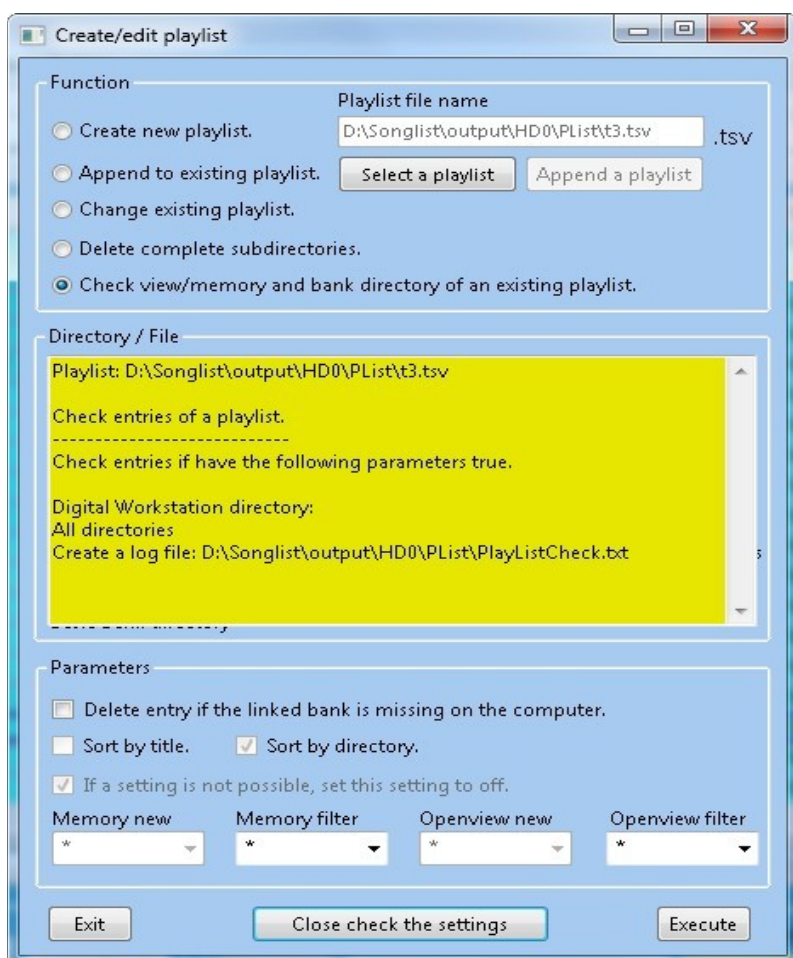 Create/edit playlist
Function
Playlist file name
Create new playlist.
D:\Songlist\output\HD0\PList\t3.tsv
.tsv
Append to existing playlist.
Select a playlist
Append a playlist
Change existing playlist.
Delete complete subdirectories.
Check view/memory and bank directory of an existing playlist.
Directory / File
Playlist: D:\Songlist\output\HD0\PList\t3.tsv
Check entries of a playlist.
----------------------------
Check entries if have the following parameters true.
Digital Workstation directory:
All directories
Create a log file: D:\Songlist\output\HD0\PList\PlayListCheck.txt
Parameters
Delete entry if the linked bank is missing on the computer.
Sort by title.
Sort by directory.
If a setting is not possible, set this setting to off.
Memory new
Memory filter
Openview new
Openview filter
*
*
*
*
Exit
Close check the settings
Execute